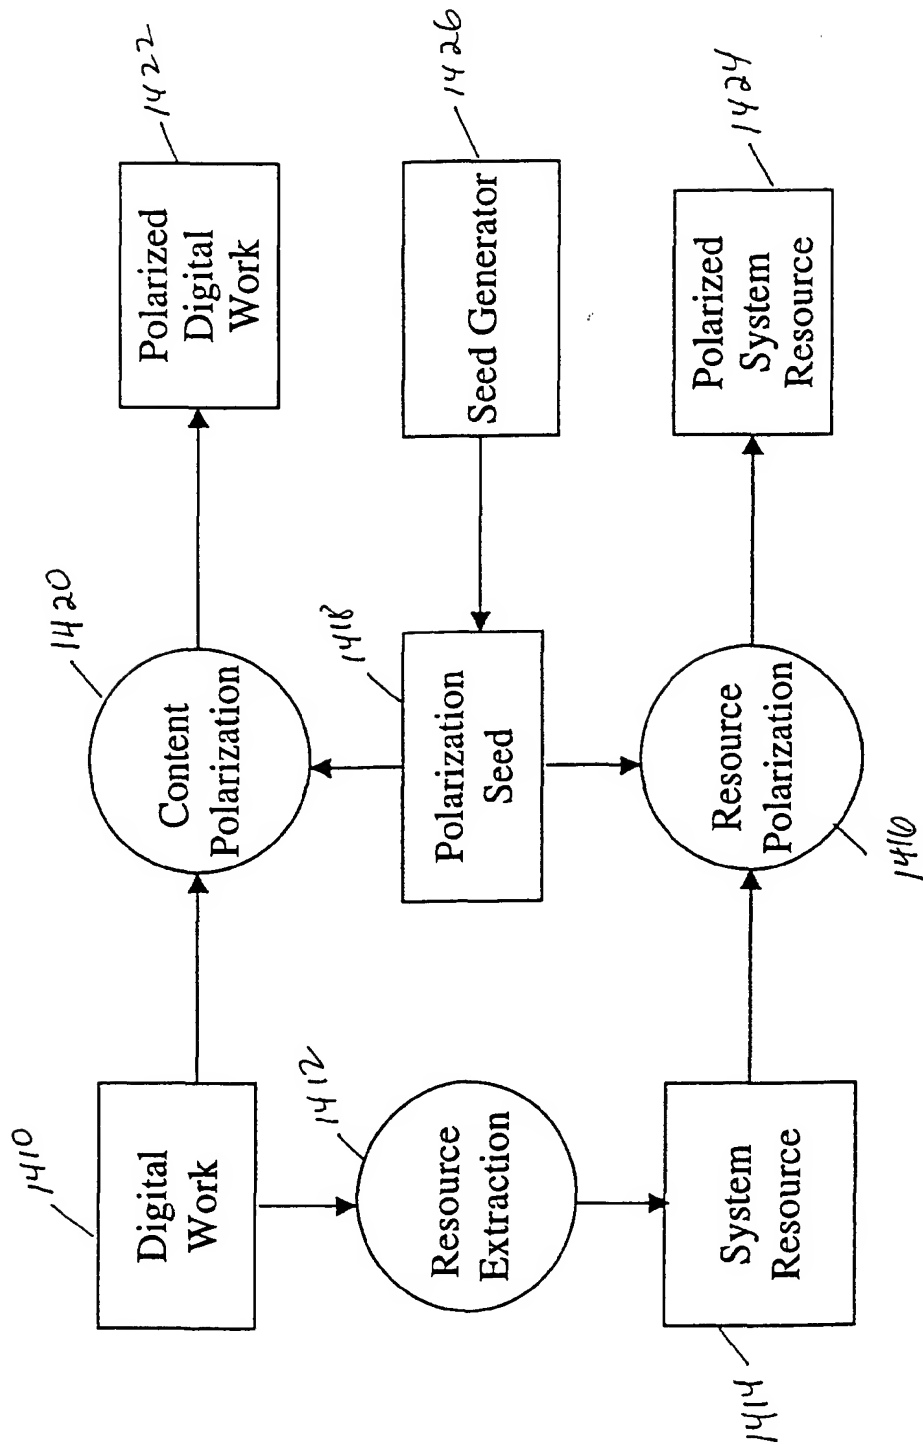 1410
Digital
Work
1420
Content
Polarization
1422
Polarized
Digital
Work
1412
Resource
Extraction
1418
Polarization
Seed
1426
Seed Generator
1414
System
Resource
1416
Resource
Polarization
1424
Polarized
System
Resource